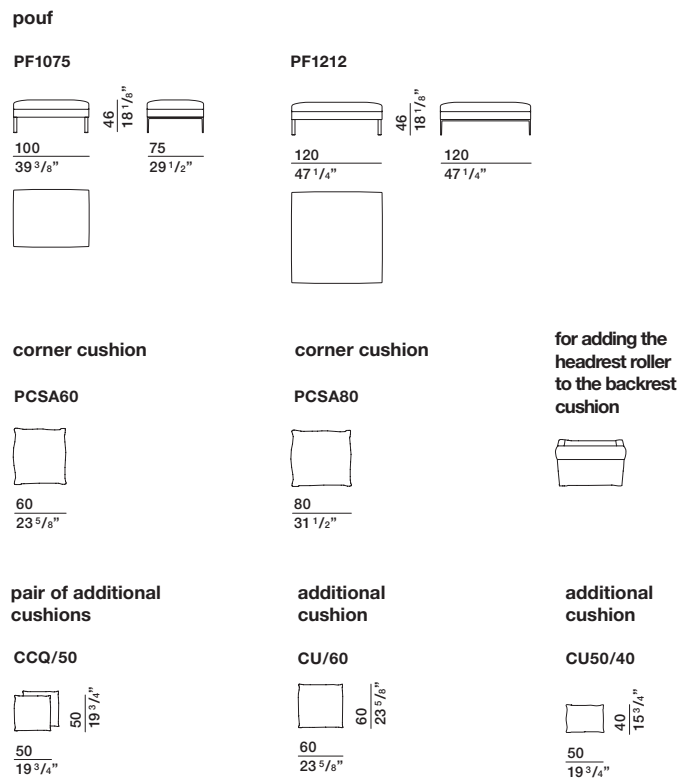 pouf
PF1075
46
18 1/8”
100
39 3/8”
75
29 1/2”
PF1212
46
18 1/8”
120
47 1/4”
120
47 1/4”
corner cushion
PCSA60
60
23 5/8”
corner cushion
PCSA80
80
31 1/2”
for adding the
headrest roller
to the backrest
cushion
pair of additional
cushions
CCQ/50
50
19 3/4”
50
19 3/4”
additional
cushion
CU/60
60
23 5/8”
60
23 5/8”
additional
cushion
CU50/40
40
15 3/4”
50
19 3/4”